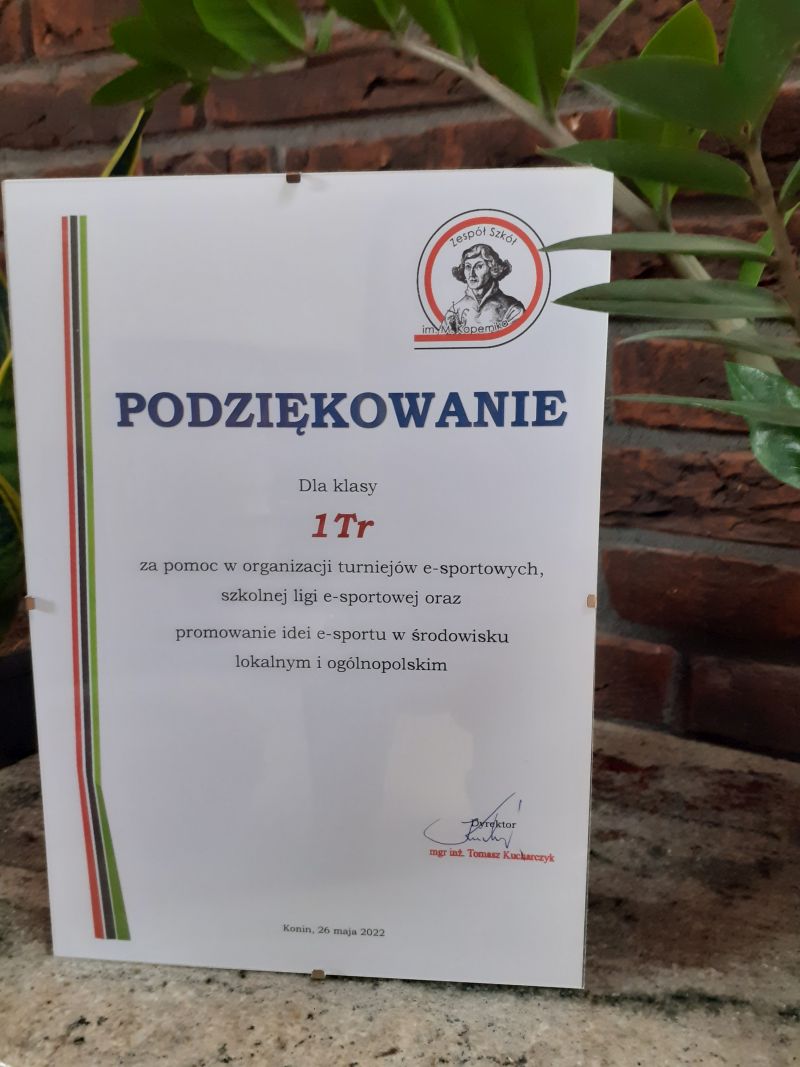 Zespół Szkół
im. M. Kopernika
PODZIĘKOWANIE
Dla klasy
1Tr
za pomoc w organizacji turniejów e-sportowych,
szkolnej ligi e-sportowej oraz
promowanie idei e-sportu w środowisku
lokalnym i ogólnopolskim
Dyrektor
mgr inż. Tomasz Kucharczyk
Konin, 26 maja 2022